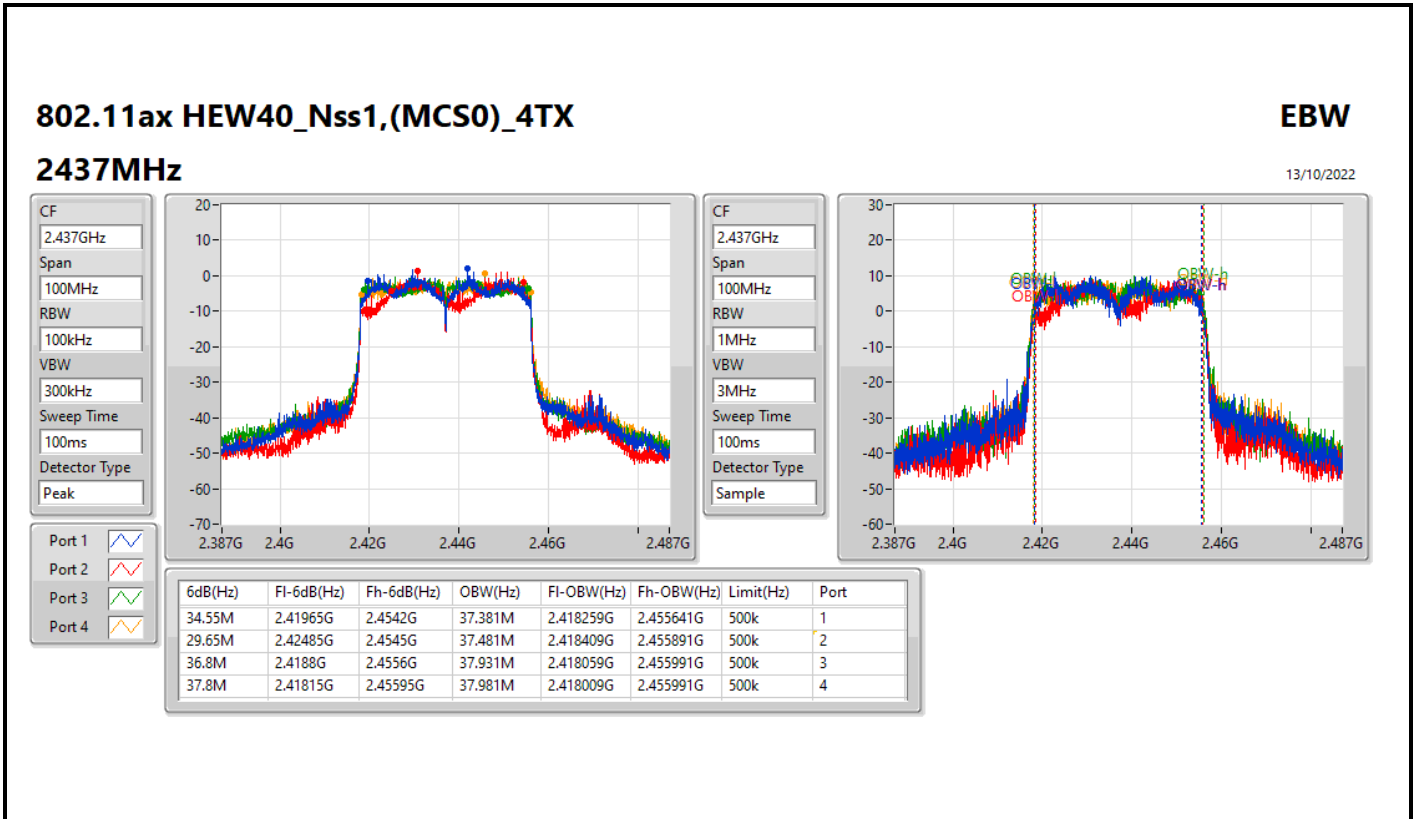 802.11ax HEW40_Nss1,(MCS0)_4TX
EBW
2437MHz
13/10/2022
CF
2.437GHz
Span
100MHz
RBW
100kHz
VBW
300kHz
Sweep Time
100ms
Detector Type
Peak
20
10
0
-10
-20
-30
-40
-50
-60
-70
2.387G 2.4G 2.42G 2.44G 2.46G 2.487G
CF
2.437GHz
Span
100MHz
RBW
1MHz
VBW
3MHz
Sweep Time
100ms
Detector Type
Sample
30
20
10
0
-10
-20
-30
-40
-50
-60
OBW-h
OBW-h
2.387G 2.4G 2.42G 2.44G 2.46G 2.487G
Port 1
Port 2
Port 3
Port 4
6dB(Hz) Fl-6dB(Hz) Fh-6dB(Hz) OBW(Hz) Fl-OBW(Hz) Fh-OBW(Hz) Limit(Hz) Port
34.55M 2.41965G 2.4542G 37.381M 2.418259G 2.455641G 500k 1
29.65M 2.42485G 2.4545G 37.481M 2.418409G 2.455891G 500k 2
36.8M 2.4188G 2.4556G 37.931M 2.418059G 2.455991G 500k 3
37.8M 2.41815G 2.45595G 37.981M 2.418009G 2.455991G 500k 4